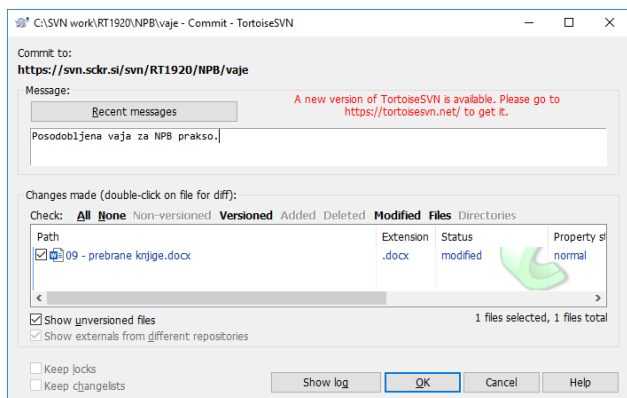 C:\SVN work\RT1920\NPB\vaje - Commit - TortoiseSVN
Commit to:
https://svn.sckr.si/svn/RT1920/NPB/vaje
Message:
Recent messages
A new version of TortoiseSVN is available. Please go to
https://tortoisesvn.net/ to get it.
Posodobljena vaja za NPB prakso.
Changes made (double-click on file for diff):
Check: All None Non-versioned Versioned Added Deleted Modified Files Directories
Path Extension Status Property st
09 - prebrane knjige.docx .docx modified normal
Show unversioned files 1 files selected, 1 files total
Show externals from different repositories
Keep locks
Keep changelists
Show log OK Cancel Help